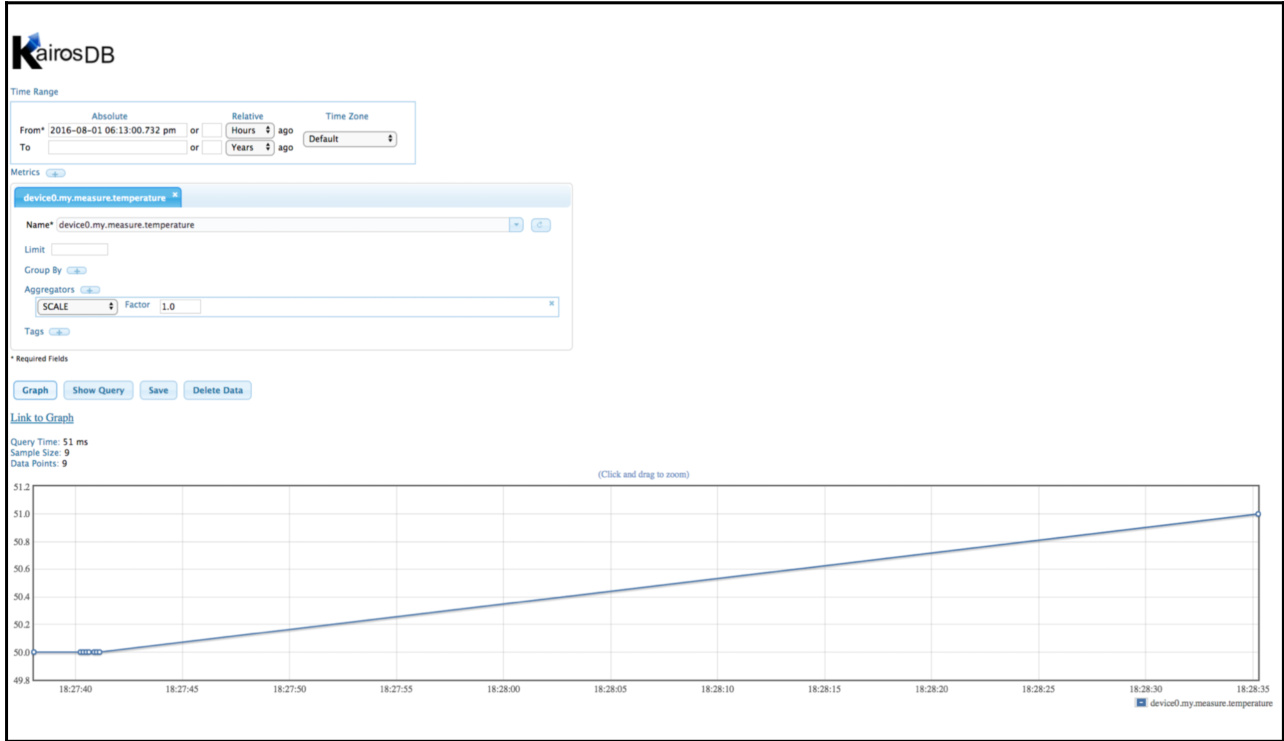 KairosDB
Time Range
Absolute Relative Time Zone
From* 2016-08-01 06:13:00.732 pm or Hours ago Default
To or Years ago
Metrics
device0.my.measure.temperature
Name* device0.my.measure.temperature
Limit
Group By
Aggregators
SCALE Factor 1.0
Tags
* Required Fields
Graph Show Query Save Delete Data
Link to Graph
Query Time: 51 ms
Sample Size: 9
Data Points: 9
(Click and drag to zoom)
51.2
51.0
50.8
50.6
50.4
50.2
50.0
49.8
18:27:40 18:27:45 18:27:50 18:27:55 18:28:00 18:28:05 18:28:10 18:28:15 18:28:20 18:28:25 18:28:30 18:28:35
device0.my.measure.temperature